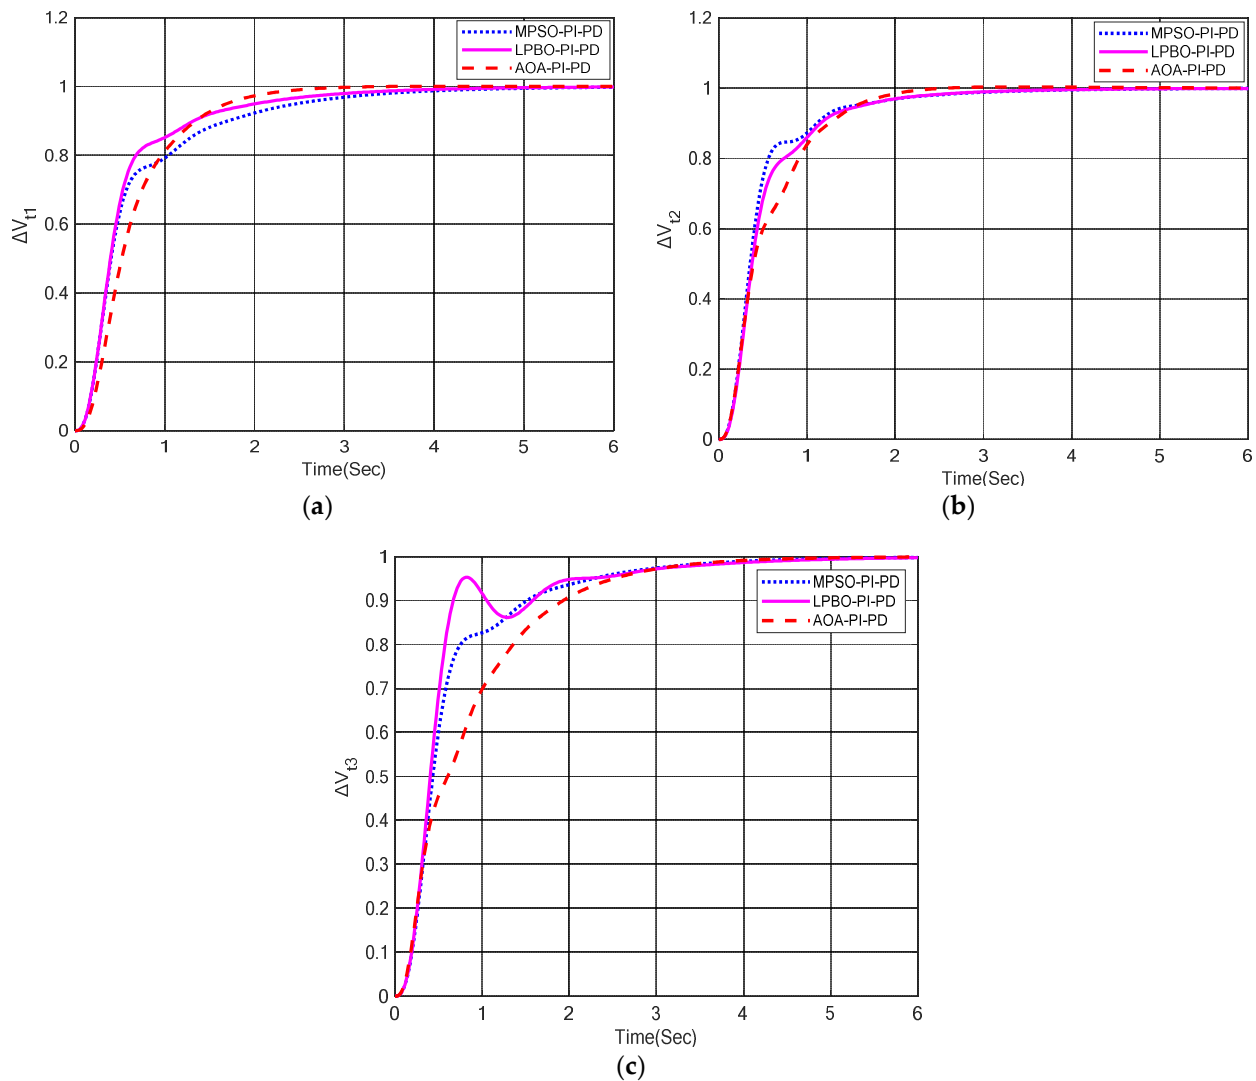 1.2
1
0.8
0.6
0.4
0.2
0
ΔVt1
MPSO-PI-PD
LPBO-PI-PD
AOA-PI-PD
0 1 2 3 4 5 6
Time(Sec)
(a)
1.2
1
0.8
0.6
0.4
0.2
0
ΔVt2
MPSO-PI-PD
LPBO-PI-PD
AOA-PI-PD
0 1 2 3 4 5 6
Time(Sec)
(b)
1
0.9
0.8
0.7
0.6
0.5
0.4
0.3
0.2
0.1
0
ΔVt3
MPSO-PI-PD
LPBO-PI-PD
AOA-PI-PD
0 1 2 3 4 5 6
Time(Sec)
(c)